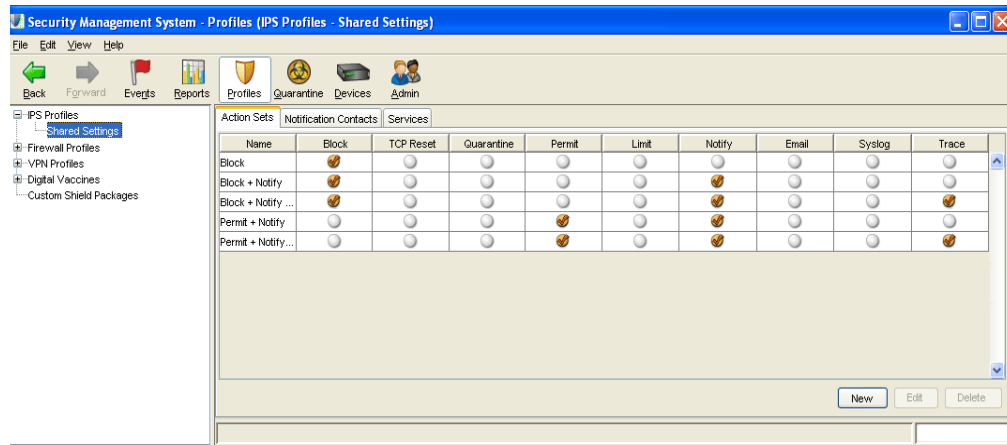 Security Management System - Profiles (IPS Profiles - Shared Settings)
File Edit View Help
Back Forward Events Reports Profiles Quarantine Devices Admin
IPS Profiles
Shared Settings
Firewall Profiles
VPN Profiles
Digital Vaccines
Custom Shield Packages
Action Sets Notification Contacts Services
Name Block TCP Reset Quarantine Permit Limit Notify Email Syslog Trace
Block
Block + Notify
Block + Notify ...
Permit + Notify
Permit + Notify...
New Edit Delete